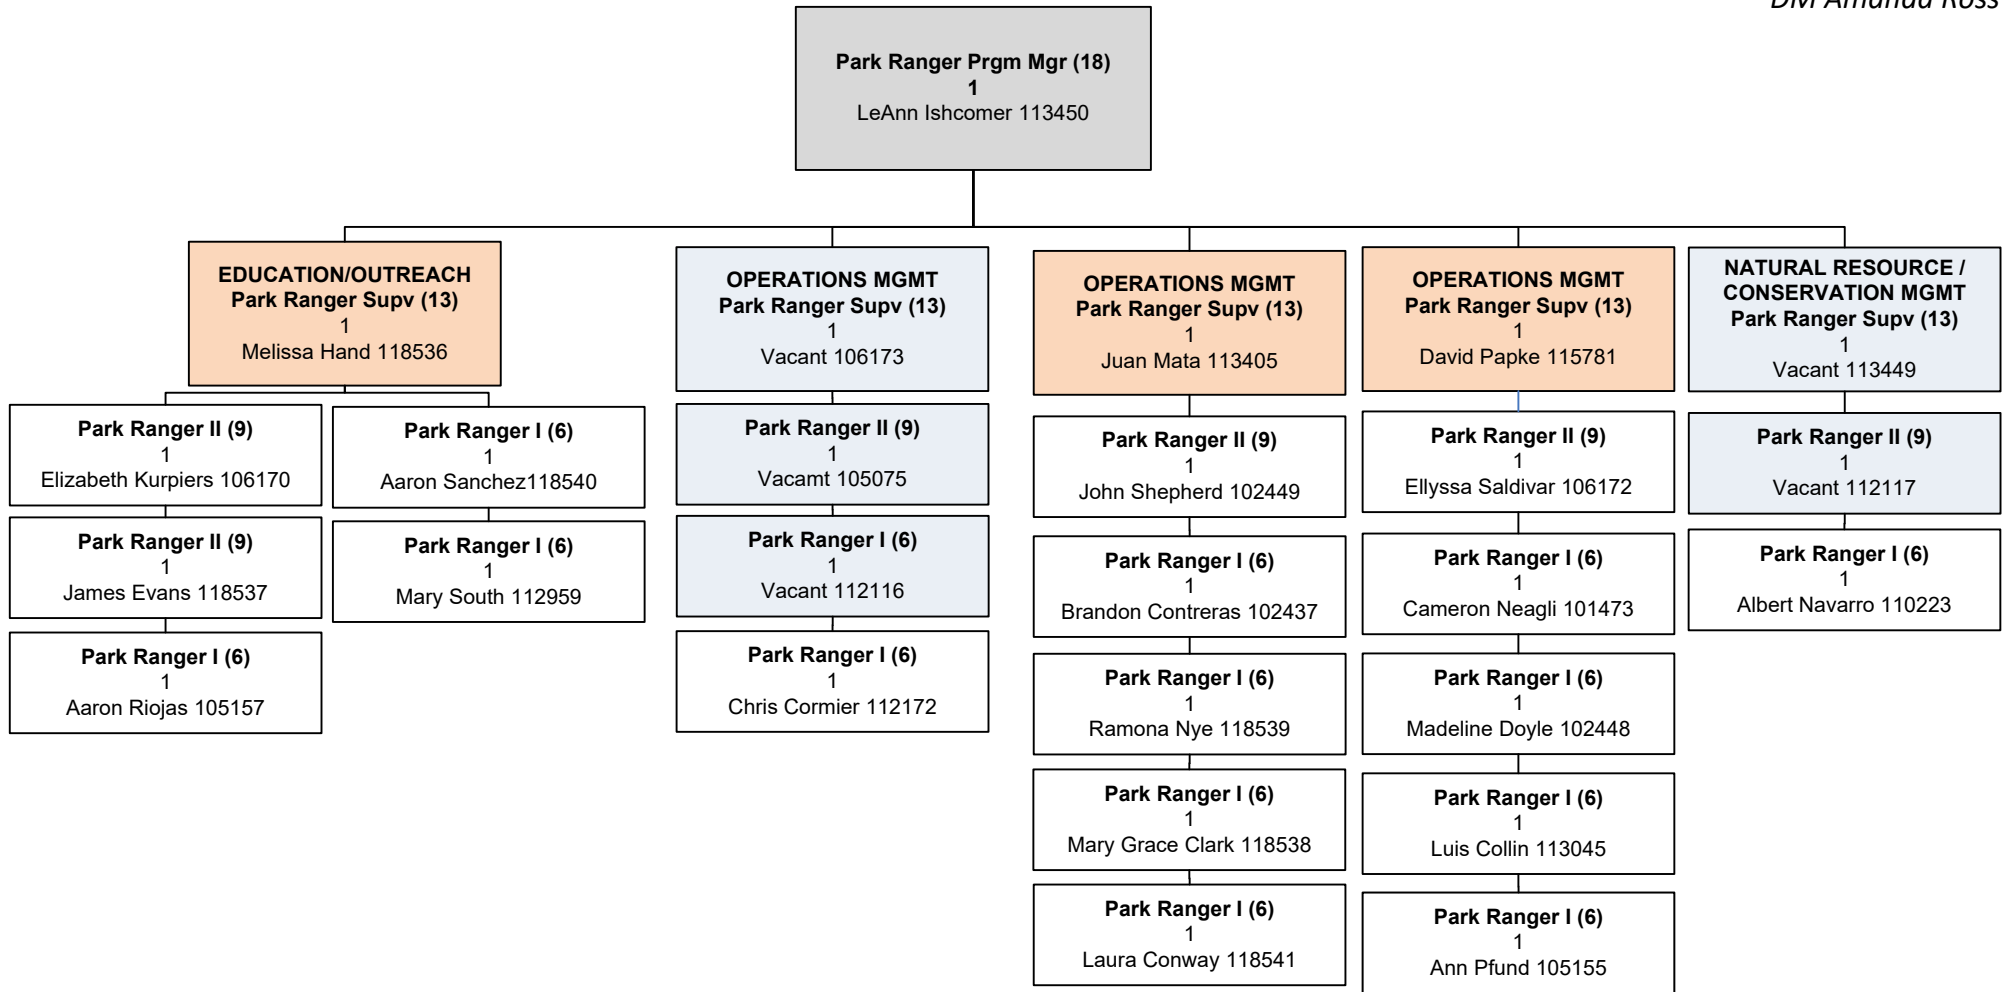 DM Amanda Ross
Park Ranger Prgm Mgr (18)
1
LeAnn Ishcomer 113450
EDUCATION/OUTREACH
Park Ranger Supv (13)
1
Melissa Hand 118536
Park Ranger II (9)
1
Elizabeth Kurpiers 106170
Park Ranger II (9)
1
James Evans 118537
Park Ranger I (6)
1
Aaron Riojas 105157
Park Ranger I (6)
1
Aaron Sanchez118540
Park Ranger I (6)
1
Mary South 112959
OPERATIONS MGMT
Park Ranger Supv (13)
1
Vacant 106173
Park Ranger II (9)
1
Vacamt 105075
Park Ranger I (6)
1
Vacant 112116
Park Ranger I (6)
1
Chris Cormier 112172
OPERATIONS MGMT
Park Ranger Supv (13)
1
Juan Mata 113405
Park Ranger II (9)
1
John Shepherd 102449
Park Ranger I (6)
1
Brandon Contreras 102437
Park Ranger I (6)
1
Ramona Nye 118539
Park Ranger I (6)
1
Mary Grace Clark 118538
Park Ranger I (6)
1
Laura Conway 118541
OPERATIONS MGMT
Park Ranger Supv (13)
1
David Papke 115781
Park Ranger II (9)
1
Ellyssa Saldivar 106172
Park Ranger I (6)
1
Cameron Neagli 101473
Park Ranger I (6)
1
Madeline Doyle 102448
Park Ranger I (6)
1
Luis Collin 113045
Park Ranger I (6)
1
Ann Pfund 105155
NATURAL RESOURCE /
CONSERVATION MGMT
Park Ranger Supv (13)
1
Vacant 113449
Park Ranger II (9)
1
Vacant 112117
Park Ranger I (6)
1
Albert Navarro 110223